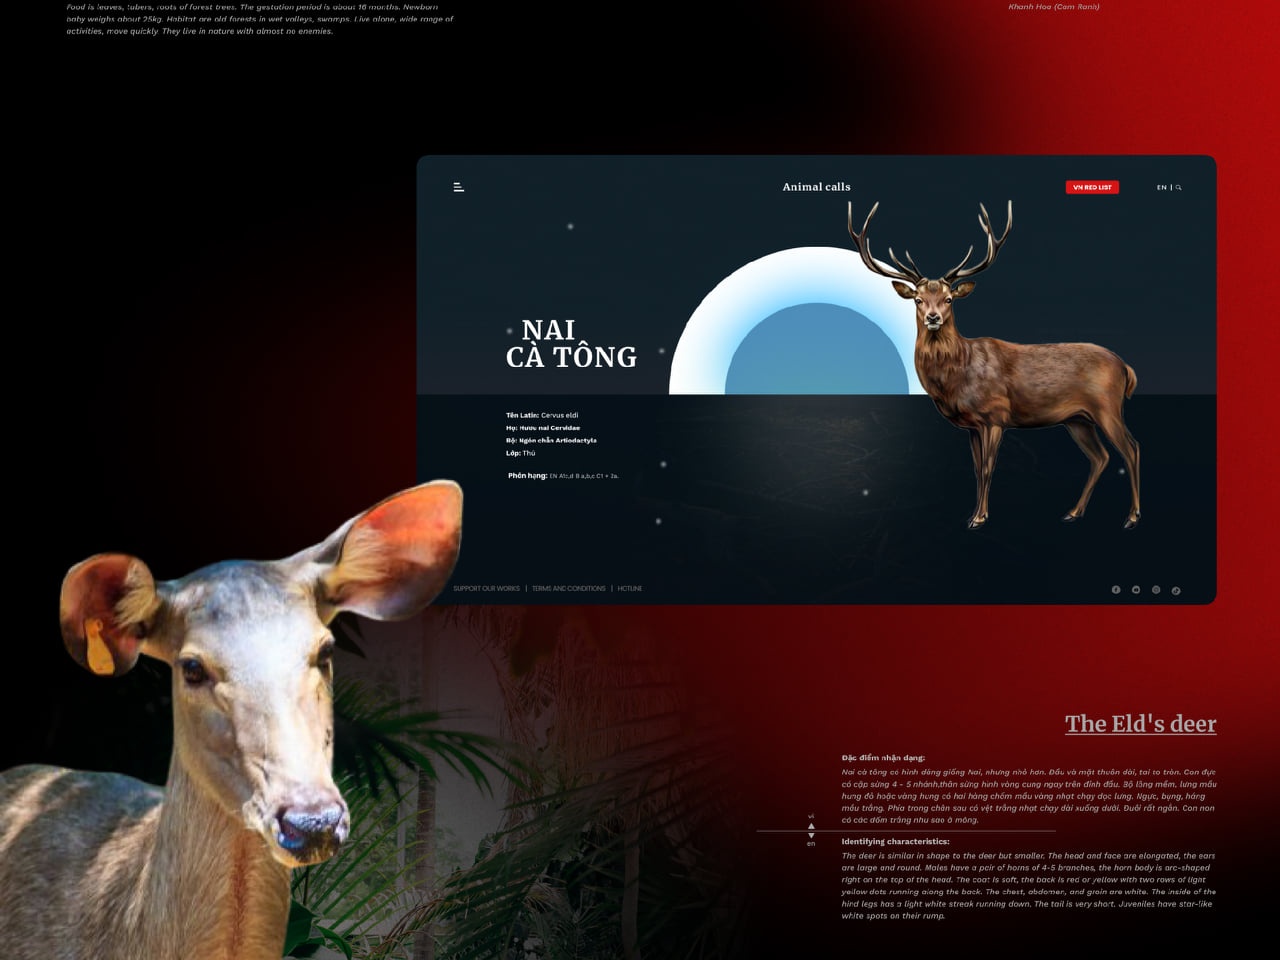 Food is leaves, tubers, roots of forest trees. The gestation period is about 16 months. Newborn
baby weighs about 25kg. Habitat are old forests in wet valleys, swamps. Live alone, wide range of
activities, move quickly. They live in nature with almost no enemies.
Khanh Hoa (Cam Ranh)
Animal calls
VN RED LIST
EN
NAI
CÀ TÔNG
Tên Latin: Cervus eldi
Họ: Hươu nai Cervidae
Bộ: Ngón chẵn Artiodactyla
Lớp: Thú
Phân hạng: EN A1c,d B a,b,c C1 + 2a.
SUPPORT OUR WORKS | TERMS AND CONDITIONS | HOTLINE
The Eld's deer
Đặc điểm nhận dạng:
Nai cà tông có hình dáng giống Nai, nhưng nhỏ hơn. Đầu và mặt thuôn dài, tai to tròn. Con đực
có cặp sừng 4 - 5 nhánh,thân sừng hình vòng cung ngay trên đỉnh đầu. Bộ lông mềm, lưng màu
hung đỏ hoặc vàng hung có hai hàng chấm màu vàng nhạt chạy dọc lưng. Ngực, bụng, háng
màu trắng. Phía trong chân sau có vệt trắng nhạt chạy dài xuống dưới. Đuôi rất ngắn. Con non
có các đốm trắng như sao ở mông.
vi
en
Identifying characteristics:
The deer is similar in shape to the deer but smaller. The head and face are elongated, the ears
are large and round. Males have a pair of horns of 4-5 branches, the horn body is arc-shaped
right on the top of the head. The coat is soft, the back is red or yellow with two rows of light
yellow dots running along the back. The chest, abdomen, and groin are white. The inside of the
hind legs has a light white streak running down. The tail is very short. Juveniles have star-like
white spots on their rump.